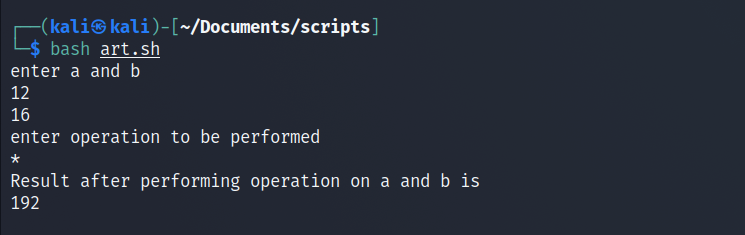 ┌──(kali㉿kali)-[~/Documents/scripts]
└─$ bash art.sh
enter a and b
12
16
enter operation to be performed
*
Result after performing operation on a and b is
192